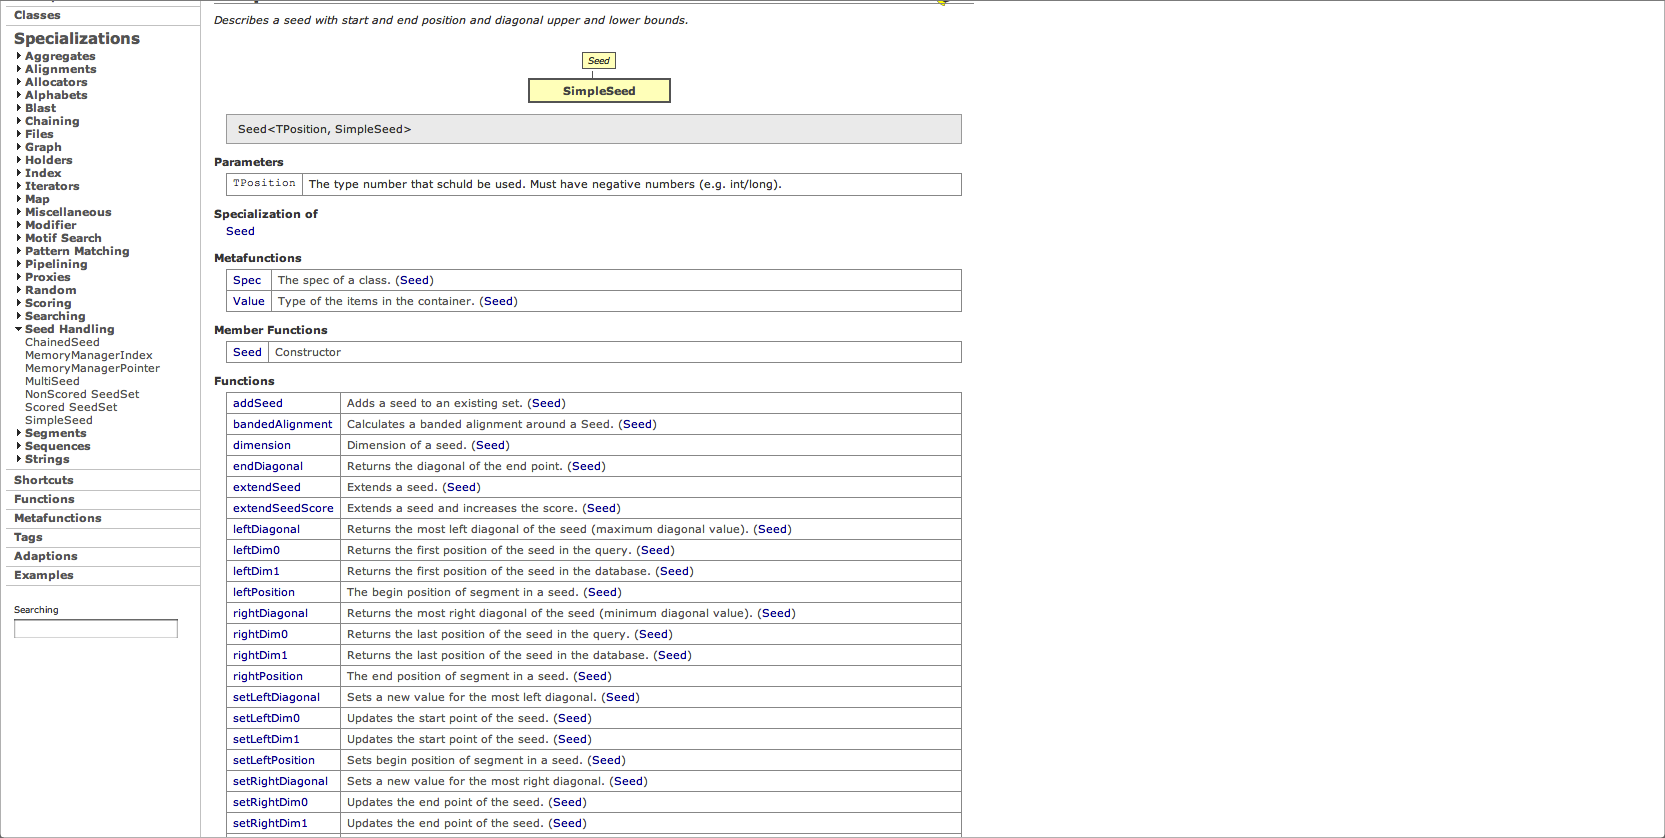 Classes
Specializations
Aggregates
Alignments
Allocators
Alphabets
Blast
Chaining
Files
Graph
Holders
Index
Iterators
Map
Miscellaneous
Modifier
Motif Search
Pattern Matching
Pipelining
Proxies
Random
Scoring
Searching
Seed Handling
ChainedSeed
MemoryManagerIndex
MemoryManagerPointer
MultiSeed
NonScored SeedSet
Scored SeedSet
SimpleSeed
Segments
Sequences
Strings
Shortcuts
Functions
Metafunctions
Tags
Adaptions
Examples
Searching
Describes a seed with start and end position and diagonal upper and lower bounds.
Seed
SimpleSeed
Seed<TPosition, SimpleSeed>
Parameters
TPosition The type number that schuld be used. Must have negative numbers (e.g. int/long).
Specialization of
Seed
Metafunctions
Spec The spec of a class. (Seed)
Value Type of the items in the container. (Seed)
Member Functions
Seed Constructor
Functions
addSeed Adds a seed to an existing set. (Seed)
bandedAlignment Calculates a banded alignment around a Seed. (Seed)
dimension Dimension of a seed. (Seed)
endDiagonal Returns the diagonal of the end point. (Seed)
extendSeed Extends a seed. (Seed)
extendSeedScore Extends a seed and increases the score. (Seed)
leftDiagonal Returns the most left diagonal of the seed (maximum diagonal value). (Seed)
leftDim0 Returns the first position of the seed in the query. (Seed)
leftDim1 Returns the first position of the seed in the database. (Seed)
leftPosition The begin position of segment in a seed. (Seed)
rightDiagonal Returns the most right diagonal of the seed (minimum diagonal value). (Seed)
rightDim0 Returns the last position of the seed in the query. (Seed)
rightDim1 Returns the last position of the seed in the database. (Seed)
rightPosition The end position of segment in a seed. (Seed)
setLeftDiagonal Sets a new value for the most left diagonal. (Seed)
setLeftDim0 Updates the start point of the seed. (Seed)
setLeftDim1 Updates the start point of the seed. (Seed)
setLeftPosition Sets begin position of segment in a seed. (Seed)
setRightDiagonal Sets a new value for the most right diagonal. (Seed)
setRightDim0 Updates the end point of the seed. (Seed)
setRightDim1 Updates the end point of the seed. (Seed)